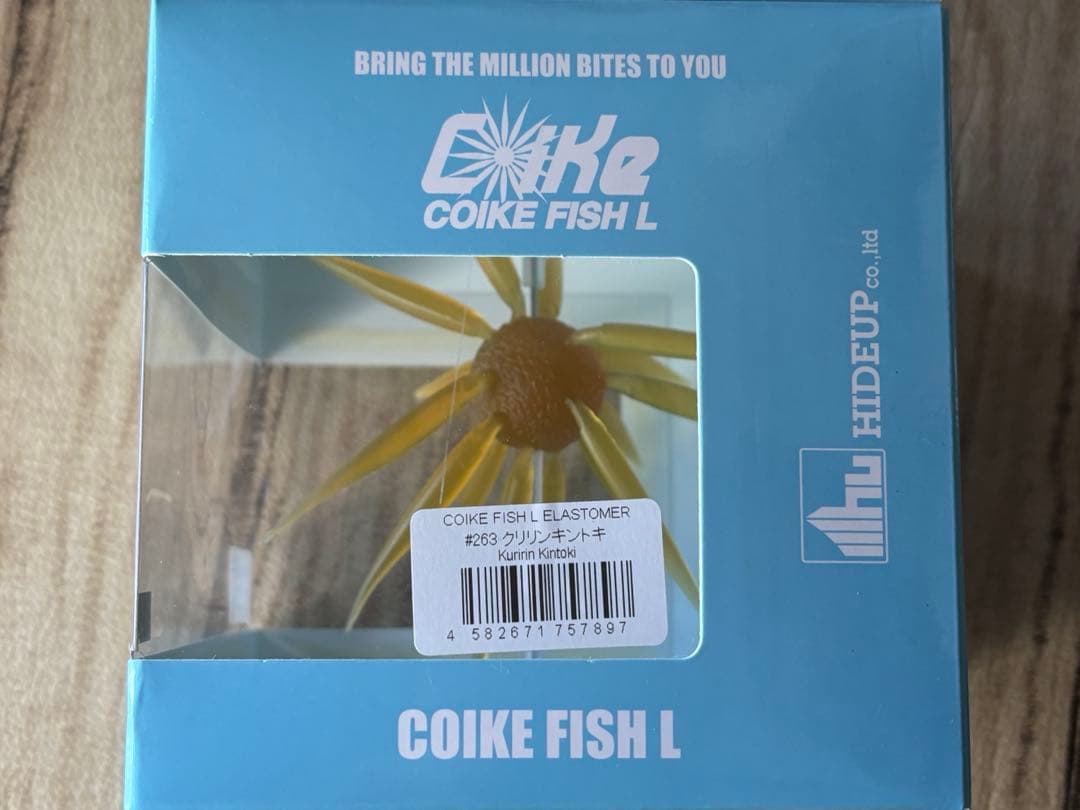 BRING THE MILLION BITES TO YOU
Coike
COIKE FISH L
HIDEUP co.,ltd
hu
COIKE FISH L ELASTOMER
#263 クリリンキントキ
Kuririn Kintoki
4 582671 757897
COIKE FISH L